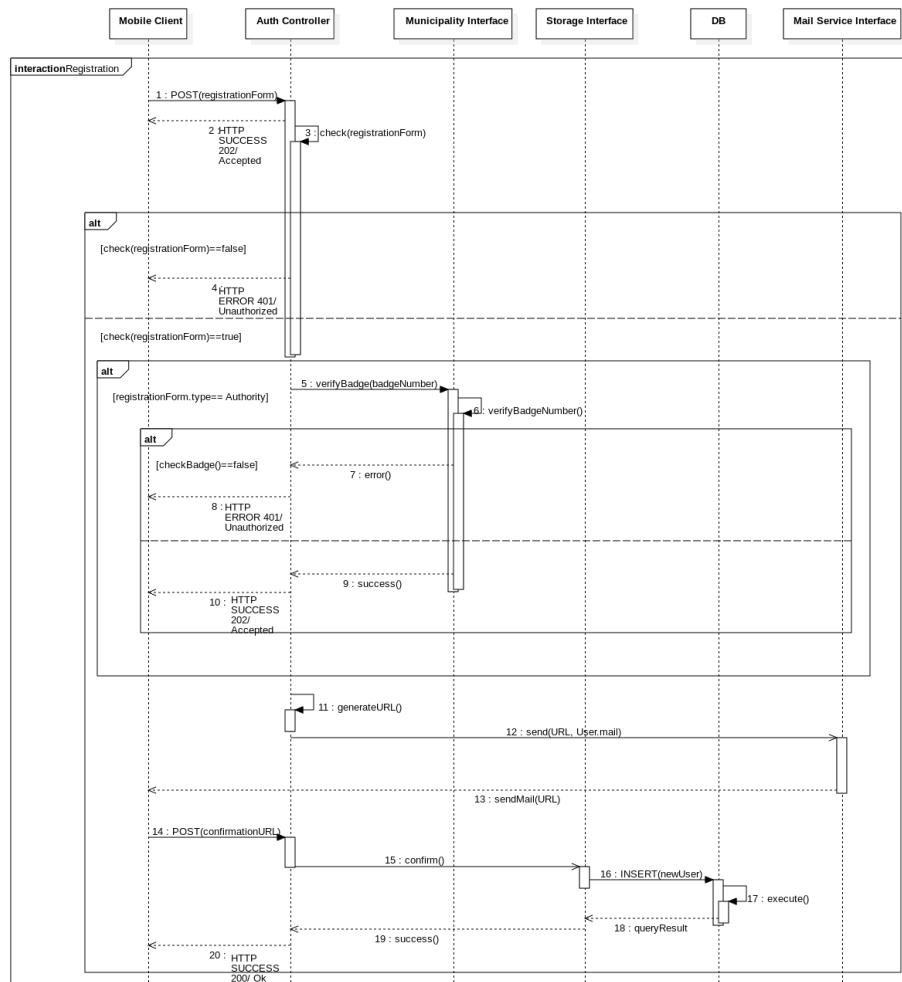 Mobile Client
Auth Controller
Municipality Interface
Storage Interface
DB
Mail Service Interface
interactionRegistration
1 : POST(registrationForm)
2 : HTTP
SUCCESS
202/
Accepted
3 : check(registrationForm)
alt
[check(registrationForm)==false]
4 : HTTP
ERROR 401/
Unauthorized
[check(registrationForm)==true]
alt
[registrationForm.type== Authority]
5 : verifyBadge(badgeNumber)
6 : verifyBadgeNumber()
alt
[checkBadge()==false]
7 : error()
8 : HTTP
ERROR 401/
Unauthorized
9 : success()
10 : HTTP
SUCCESS
202/
Accepted
11 : generateURL()
12 : send(URL, User.mail)
13 : sendMail(URL)
14 : POST(confirmationURL)
15 : confirm()
16 : INSERT(newUser)
17 : execute()
18 : queryResult
19 : success()
20 : HTTP
SUCCESS
200/ Ok